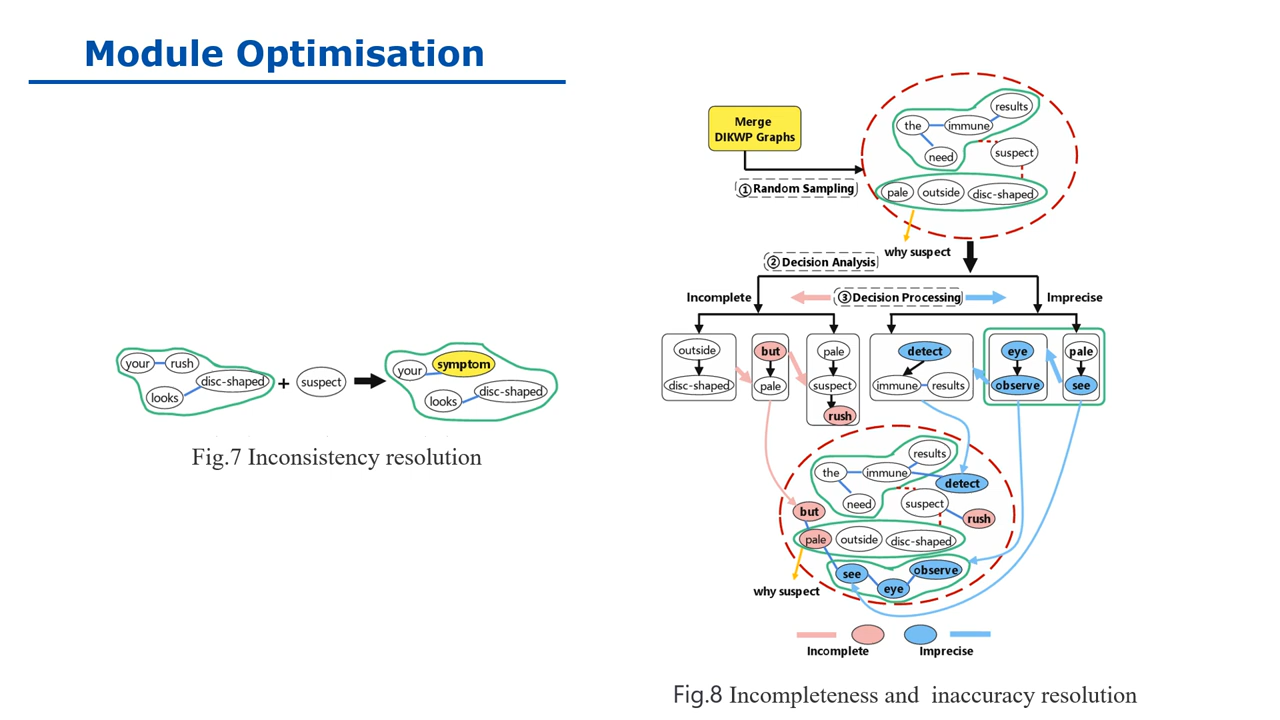 Module Optimisation
your
rush
looks
disc-shaped
+
suspect
your
symptom
looks
disc-shaped
Fig.7 Inconsistency resolution
Merge
DIKWP Graphs
①Random Sampling
results
the
immune
need
suspect
pale
outside
disc-shaped
why suspect
②Decision Analysis
③Decision Processing
Incomplete
Imprecise
outside
disc-shaped
but
pale
pale
suspect
rush
detect
immune
results
eye
observe
pale
see
results
the
immune
detect
need
suspect
but
rush
pale
outside
disc-shaped
see
eye
observe
why suspect
Incomplete
Imprecise
Fig.8 Incompleteness and inaccuracy resolution